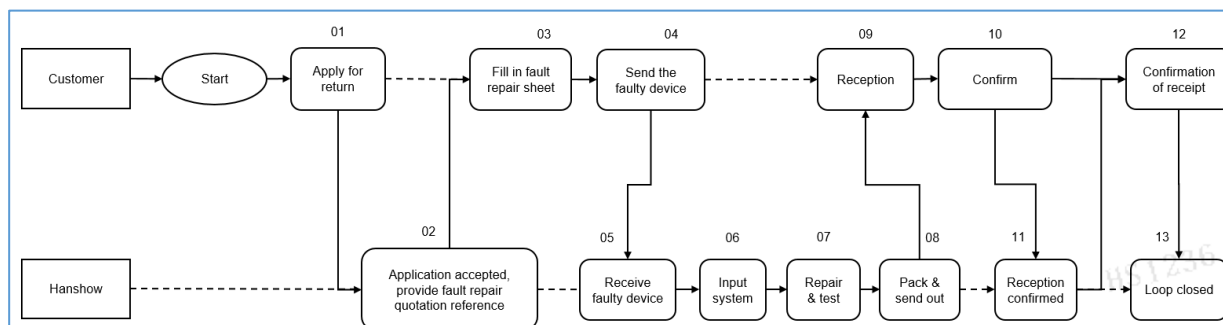 01
03
04
09
10
12
Customer
Start
Apply for
return
Fill in fault
repair sheet
Send the
faulty device
Reception
Confirm
Confirmation
of receipt
02
05
06
07
08
11
13
Hanshow
Application accepted,
provide fault repair
quotation reference
Receive
faulty device
Input
system
Repair
& test
Pack &
send out
Reception
confirmed
Loop closed
HS1236